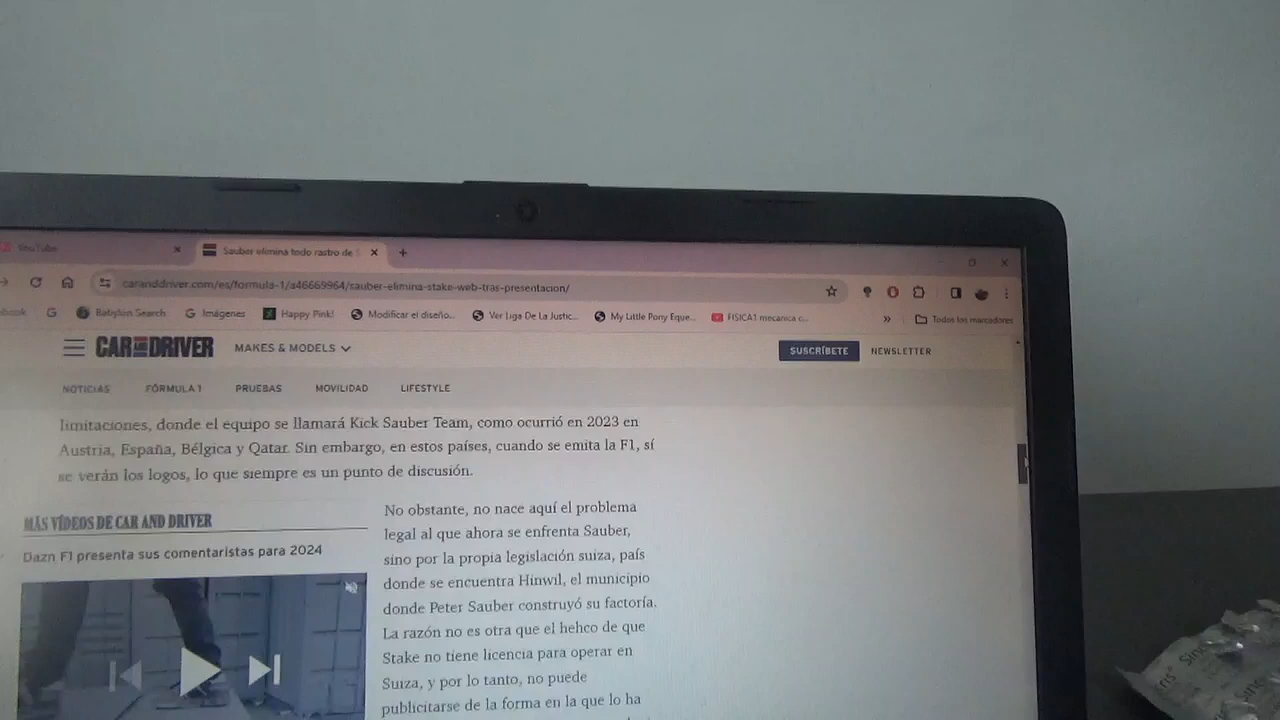 YouTube
Sauber elimina todo rastro de S
caranddriver.com/es/formula-1/a46669964/sauber-elimina-stake-web-tras-presentacion/
ebook
G
Babylon Search
Imágenes
Happy Pink!
Modificar el diseño...
Ver Liga De La Justic...
My Little Pony Eque...
FISICA1 mecanica c...
» Todos los marcadores
CAR AND DRIVER
MAKES & MODELS
SUSCRÍBETE
NEWSLETTER
NOTICIAS
FÓRMULA 1
PRUEBAS
MOVILIDAD
LIFESTYLE
limitaciones, donde el equipo se llamará Kick Sauber Team, como ocurrió en 2023 en
Austria, España, Bélgica y Qatar. Sin embargo, en estos países, cuando se emita la F1, sí
se verán los logos, lo que siempre es un punto de discusión.
MÁS VÍDEOS DE CAR AND DRIVER
Dazn F1 presenta sus comentaristas para 2024
No obstante, no nace aquí el problema
legal al que ahora se enfrenta Sauber,
sino por la propia legislación suiza, país
donde se encuentra Hinwil, el municipio
donde Peter Sauber construyó su factoría.
La razón no es otra que el hehco de que
Stake no tiene licencia para operar en
Suiza, y por lo tanto, no puede
publicitarse de la forma en la que lo ha